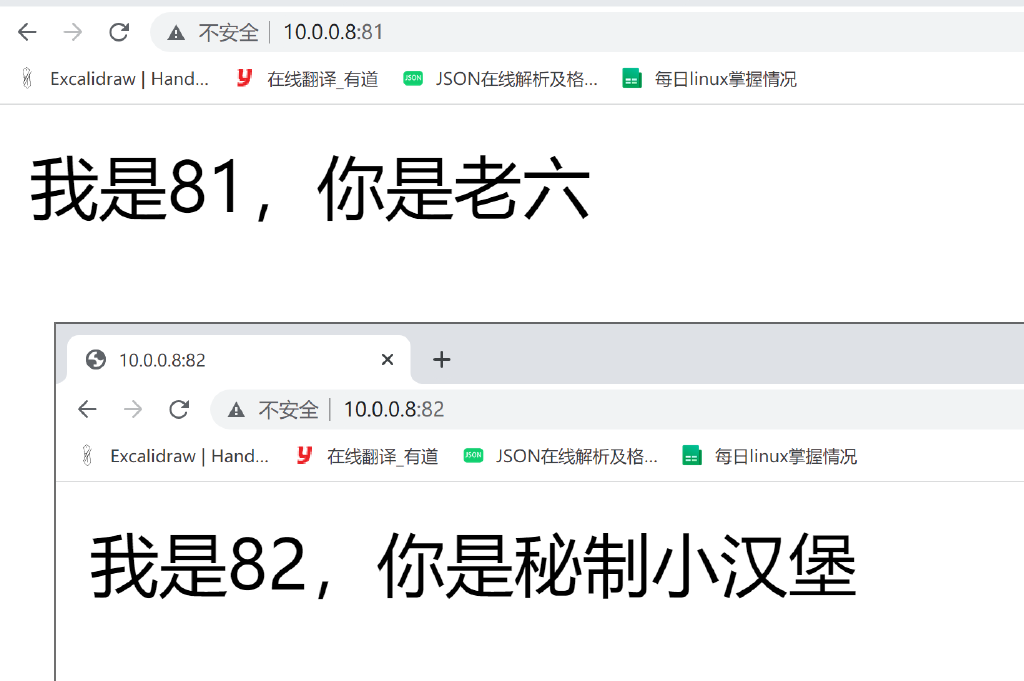 不安全 10.0.0.8:81
Excalidraw | Hand... 在线翻译_有道 JSON JSON在线解析及格... 每日linux掌握情况
我是81，你是老六
10.0.0.8:82
不安全 10.0.0.8:82
Excalidraw | Hand... 在线翻译_有道 JSON JSON在线解析及格... 每日linux掌握情况
我是82，你是秘制小汉堡